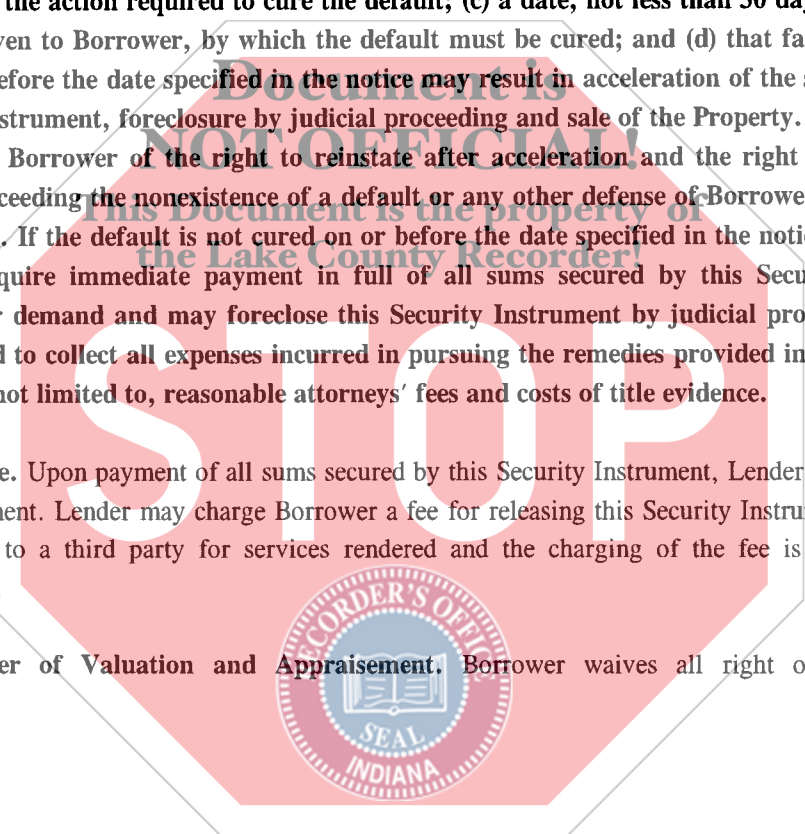 the action required to cure the default; (c) a date, not less than 30 day
ven to Borrower, by which the default must be cured; and (d) that fa
efore the date specified in the notice may result in acceleration of the
Document is
strument, foreclosure by judicial proceeding and sale of the Property.
NOT OFFICIAL!
Borrower of the right to reinstate after acceleration and the right
ceeding the nonexistence of a default or any other defense of Borrowe
This Document is the property of
. If the default is not cured on or before the date specified in the noti
the Lake County Recorder!
quire immediate payment in full of all sums secured by this Secu
demand and may foreclose this Security Instrument by judicial pro
d to collect all expenses incurred in pursuing the remedies provided in
not limited to, reasonable attorneys' fees and costs of title evidence.
STOP
e. Upon payment of all sums secured by this Security Instrument, Lender
nent. Lender may charge Borrower a fee for releasing this Security Instru
to a third party for services rendered and the charging of the fee is
RECORDER'S OFFICE
er of Valuation and Appraisement. Borrower waives all right o
SEAL
INDIANA